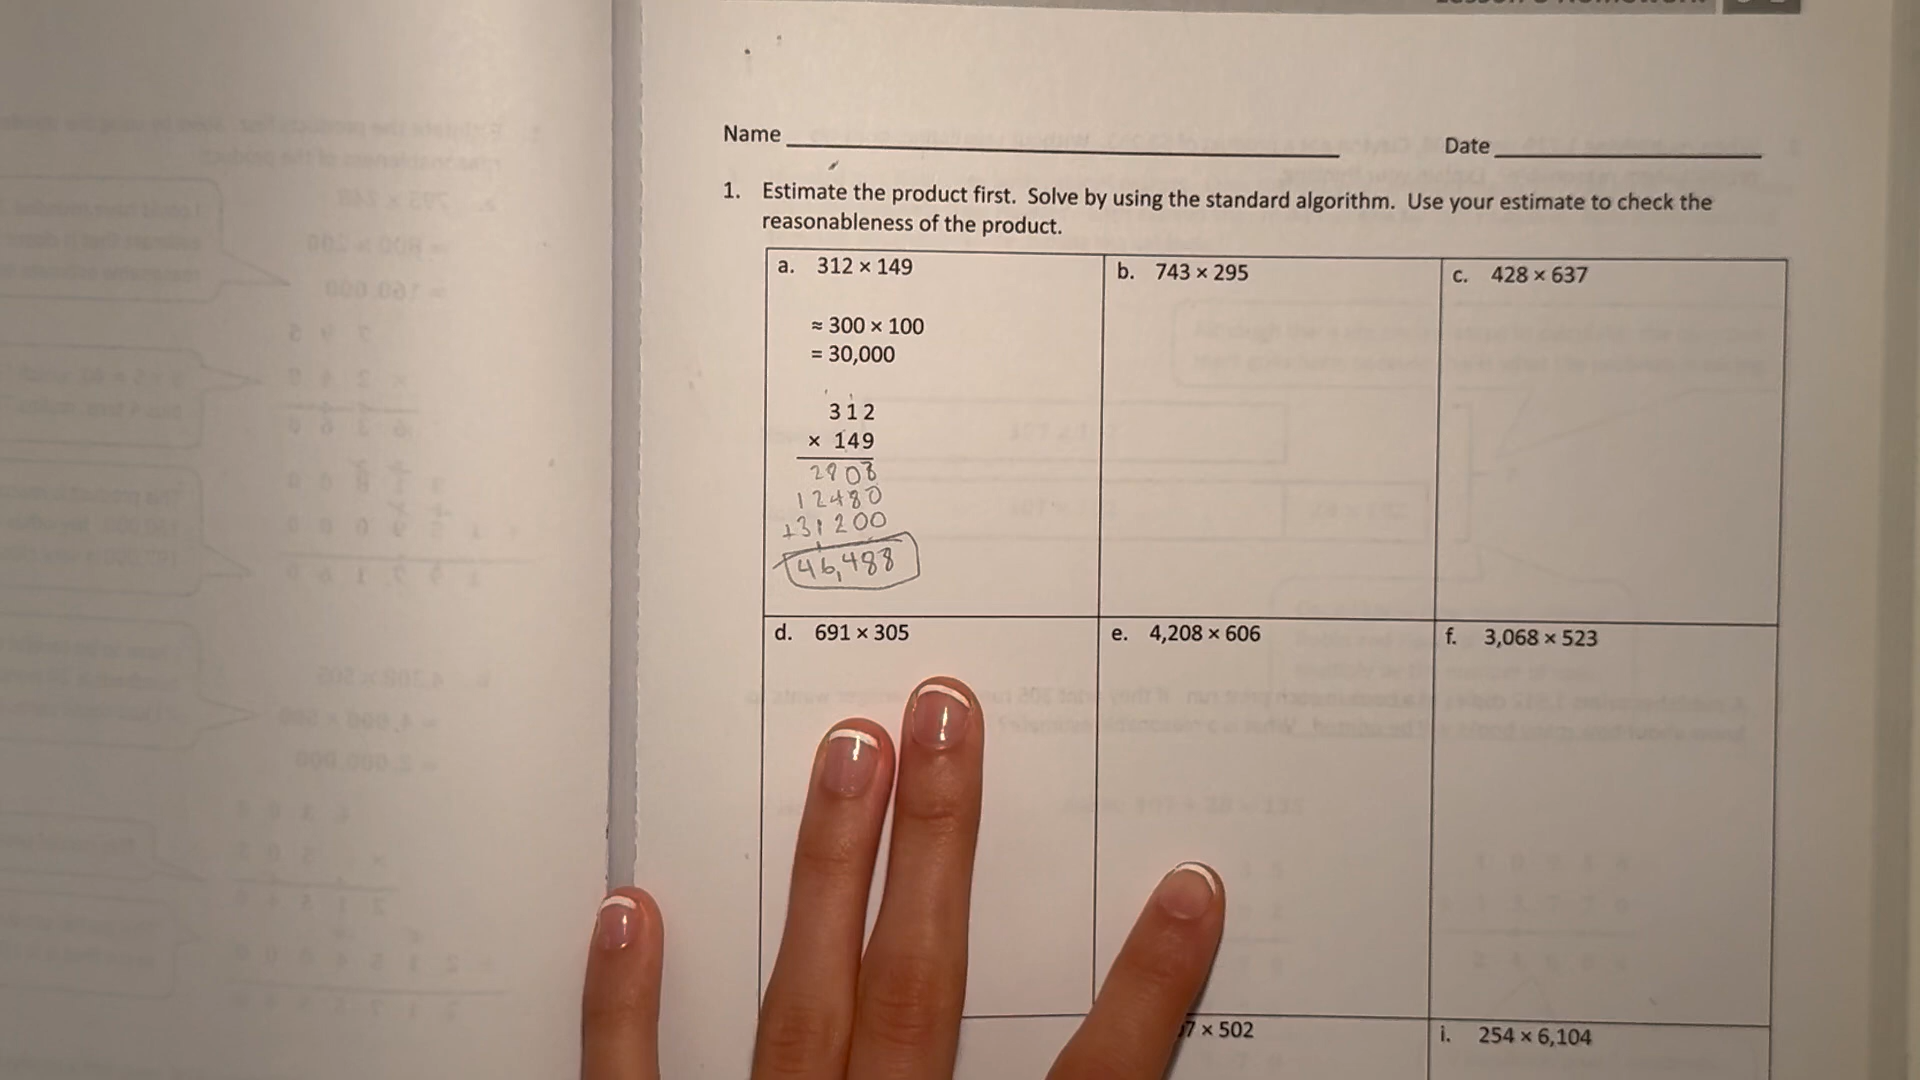 Name
Date
1. Estimate the product first. Solve by using the standard algorithm. Use your estimate to check the
reasonableness of the product.
a. 312 × 149
≈ 300 × 100
= 30,000
312
× 149
2808
12480
+31200
46,488
b. 743 × 295
c. 428 × 637
d. 691 × 305
e. 4,208 × 606
f. 3,068 × 523
7 × 502
i. 254 × 6,104